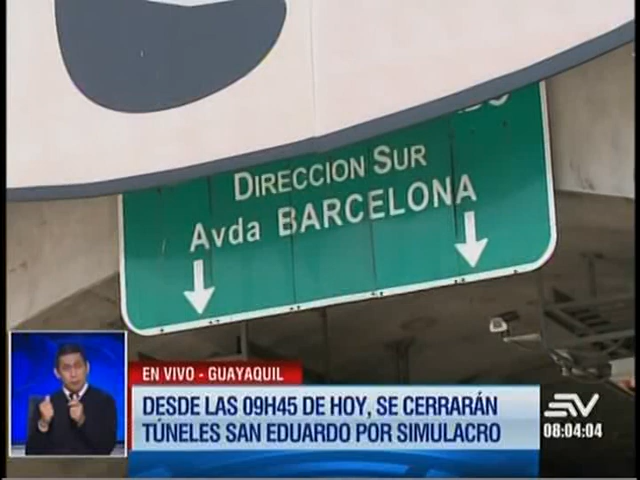 DIRECCION SUR
Avda BARCELONA
EN VIVO - GUAYAQUIL
DESDE LAS 09H45 DE HOY, SE CERRARÁN
TÚNELES SAN EDUARDO POR SIMULACRO
08:04:04